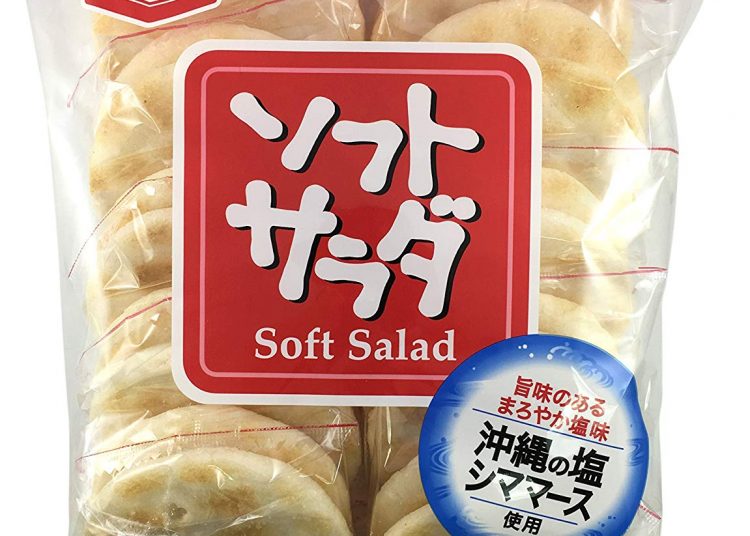 ソフト
サラダ
Soft Salad
旨味のある
まろやか塩味
沖縄の塩
シママース
使用